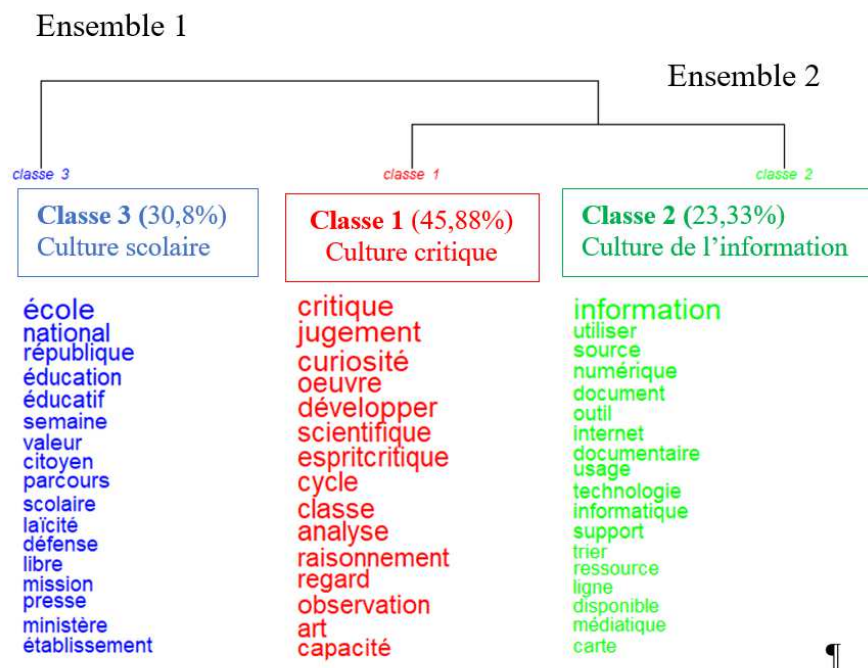 Ensemble 1
Ensemble 2
classe 3
classe 1
classe 2
Classe 3 (30,8%)
Culture scolaire
Classe 1 (45,88%)
Culture critique
Classe 2 (23,33%)
Culture de l'information
école
national
république
éducation
éducatif
semaine
valeur
citoyen
parcours
scolaire
laïcité
défense
libre
mission
presse
ministère
établissement
critique
jugement
curiosité
oeuvre
développer
scientifique
espritcritique
cycle
classe
analyse
raisonnement
regard
observation
art
capacité
information
utiliser
source
numérique
document
outil
internet
documentaire
usage
technologie
informatique
support
trier
ressource
ligne
disponible
médiatique
carte
¶